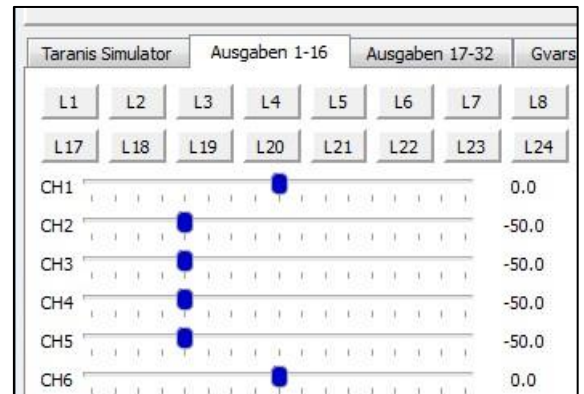 Taranis Simulator Ausgaben 1-16 Ausgaben 17-32 Gvars
L1 L2 L3 L4 L5 L6 L7 L8
L17 L18 L19 L20 L21 L22 L23 L24
CH1 0.0
CH2 -50.0
CH3 -50.0
CH4 -50.0
CH5 -50.0
CH6 0.0